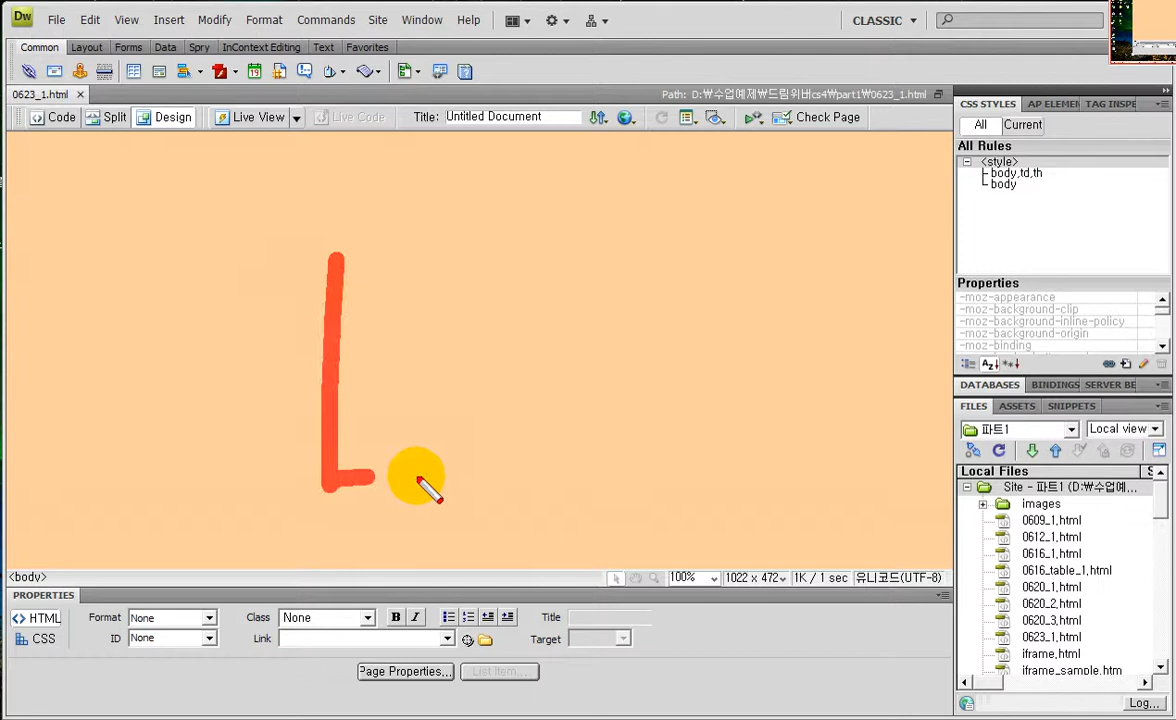 Dw File Edit View Insert Modify Format Commands Site Window Help CLASSIC
Common Layout Forms Data Spry InContext Editing Text Favorites
0623_1.html Path: D:₩수업예제₩드림위버cs4₩part1₩0623_1.html
Code Split Design Live View Live Code Title: Untitled Document Check Page
CSS STYLES AP ELEMEN TAG INSPE
All Current
All Rules
<style>
body,td,th
body
Properties
-moz-appearance
-moz-background-clip
-moz-background-inline-policy
-moz-background-origin
-moz-binding
DATABASES BINDINGS SERVER BE
FILES ASSETS SNIPPETS
파트1 Local view
Local Files S
Site - 파트1 (D:₩수업예...
images
0609_1.html
0612_1.html
0616_1.html
0616_table_1.html
0620_1.html
0620_2.html
0620_3.html
0623_1.html
iframe.html
iframe_sample.htm
Log...
<body> 100% 1022 x 472 1K / 1 sec 유니코드(UTF-8)
PROPERTIES
HTML Format None Class None B I Title
CSS ID None Link Target
Page Properties... List Item...